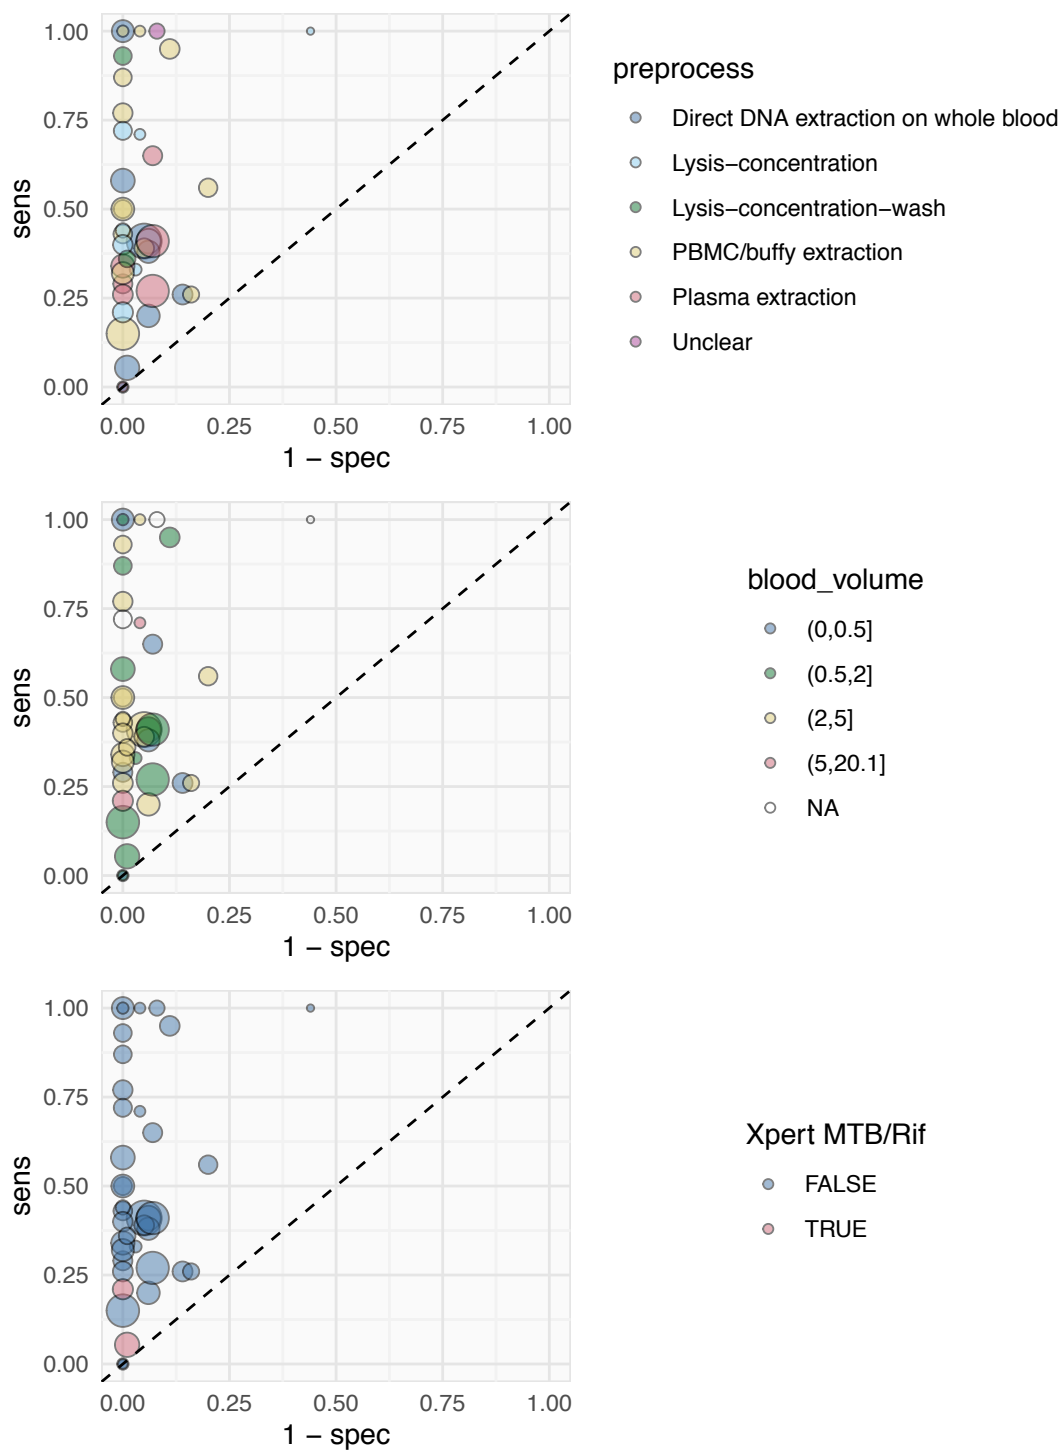 1.00
0.75
0.50
0.25
0.00
sens
0.00 0.25 0.50 0.75 1.00
1 − spec
preprocess
Direct DNA extraction on whole blood
Lysis−concentration
Lysis−concentration−wash
PBMC/buffy extraction
Plasma extraction
Unclear
1.00
0.75
0.50
0.25
0.00
sens
0.00 0.25 0.50 0.75 1.00
1 − spec
blood_volume
(0,0.5]
(0.5,2]
(2,5]
(5,20.1]
NA
1.00
0.75
0.50
0.25
0.00
sens
0.00 0.25 0.50 0.75 1.00
1 − spec
Xpert MTB/Rif
FALSE
TRUE